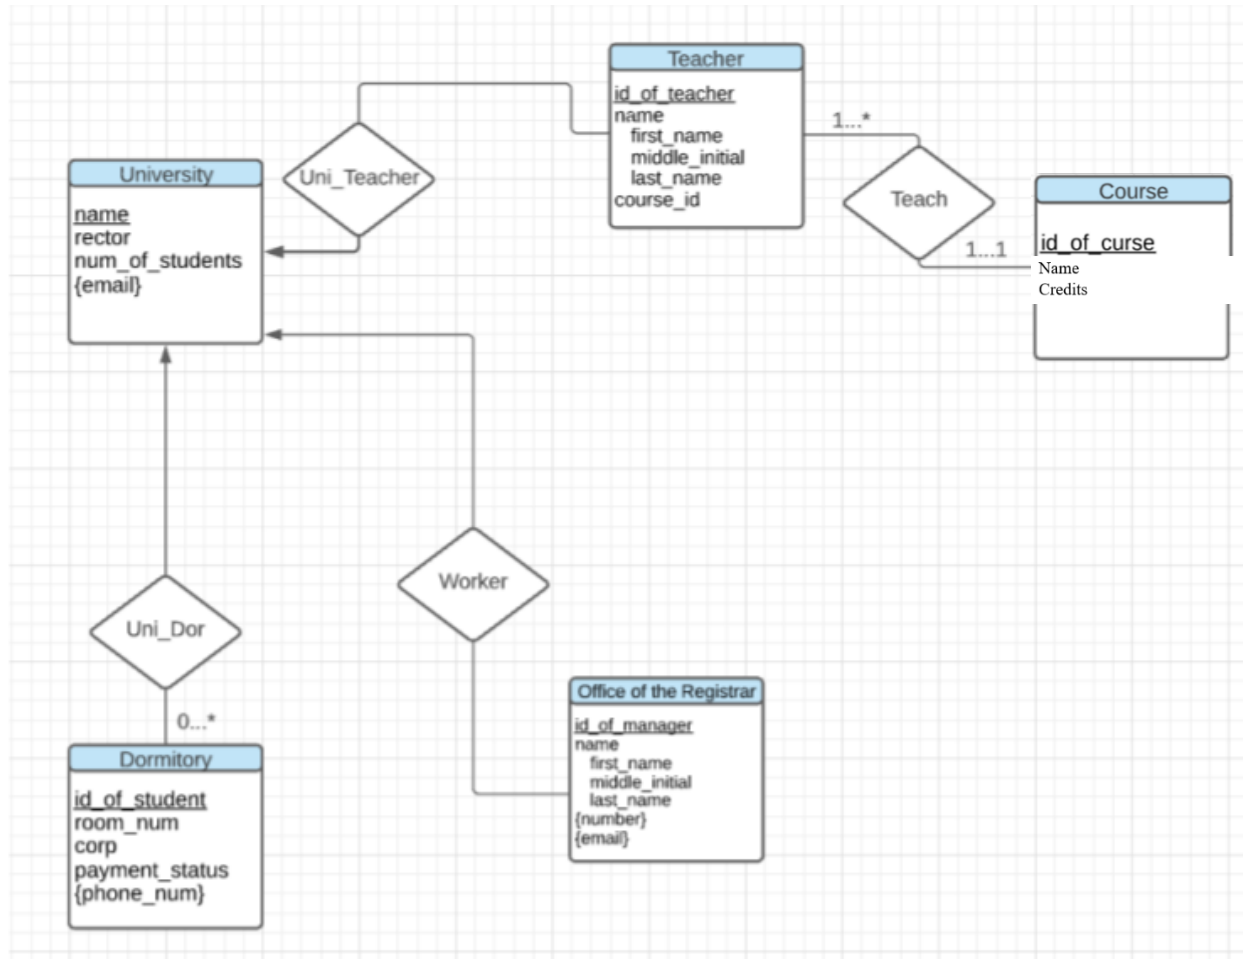 Teacher
id_of_teacher
name
first_name
middle_initial
last_name
course_id
1...*
Teach
1...1
Course
id_of_curse
Name
Credits
Uni_Teacher
University
name
rector
num_of_students
{email}
Worker
Uni_Dor
0...*
Dormitory
id_of_student
room_num
corp
payment_status
{phone_num}
Office of the Registrar
id_of_manager
name
first_name
middle_initial
last_name
{number}
{email}